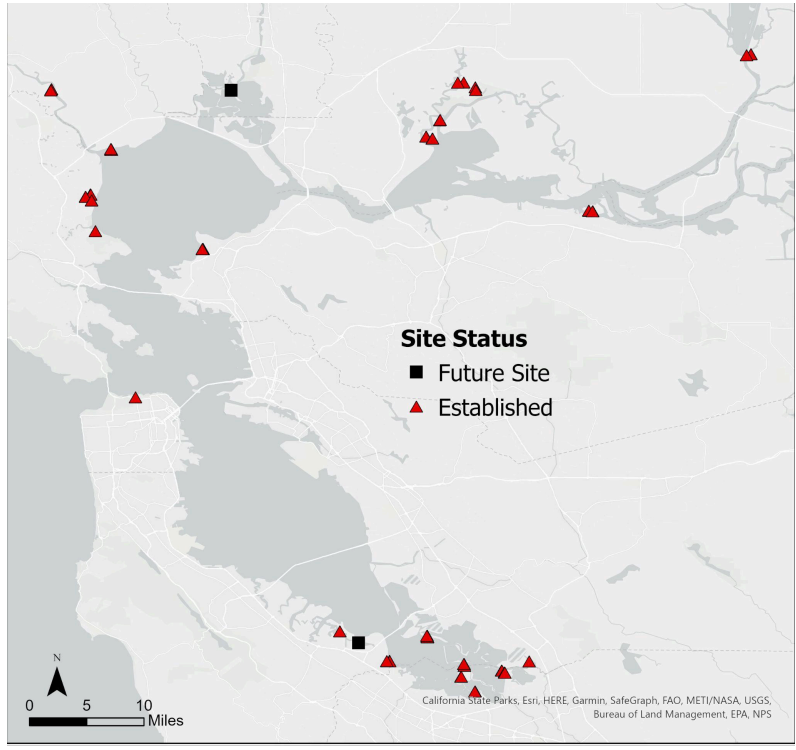 Site Status
Future Site
Established
N
0 5 10
Miles
California State Parks, Esri, HERE, Garmin, SafeGraph, FAO, METI/NASA, USGS,
Bureau of Land Management, EPA, NPS